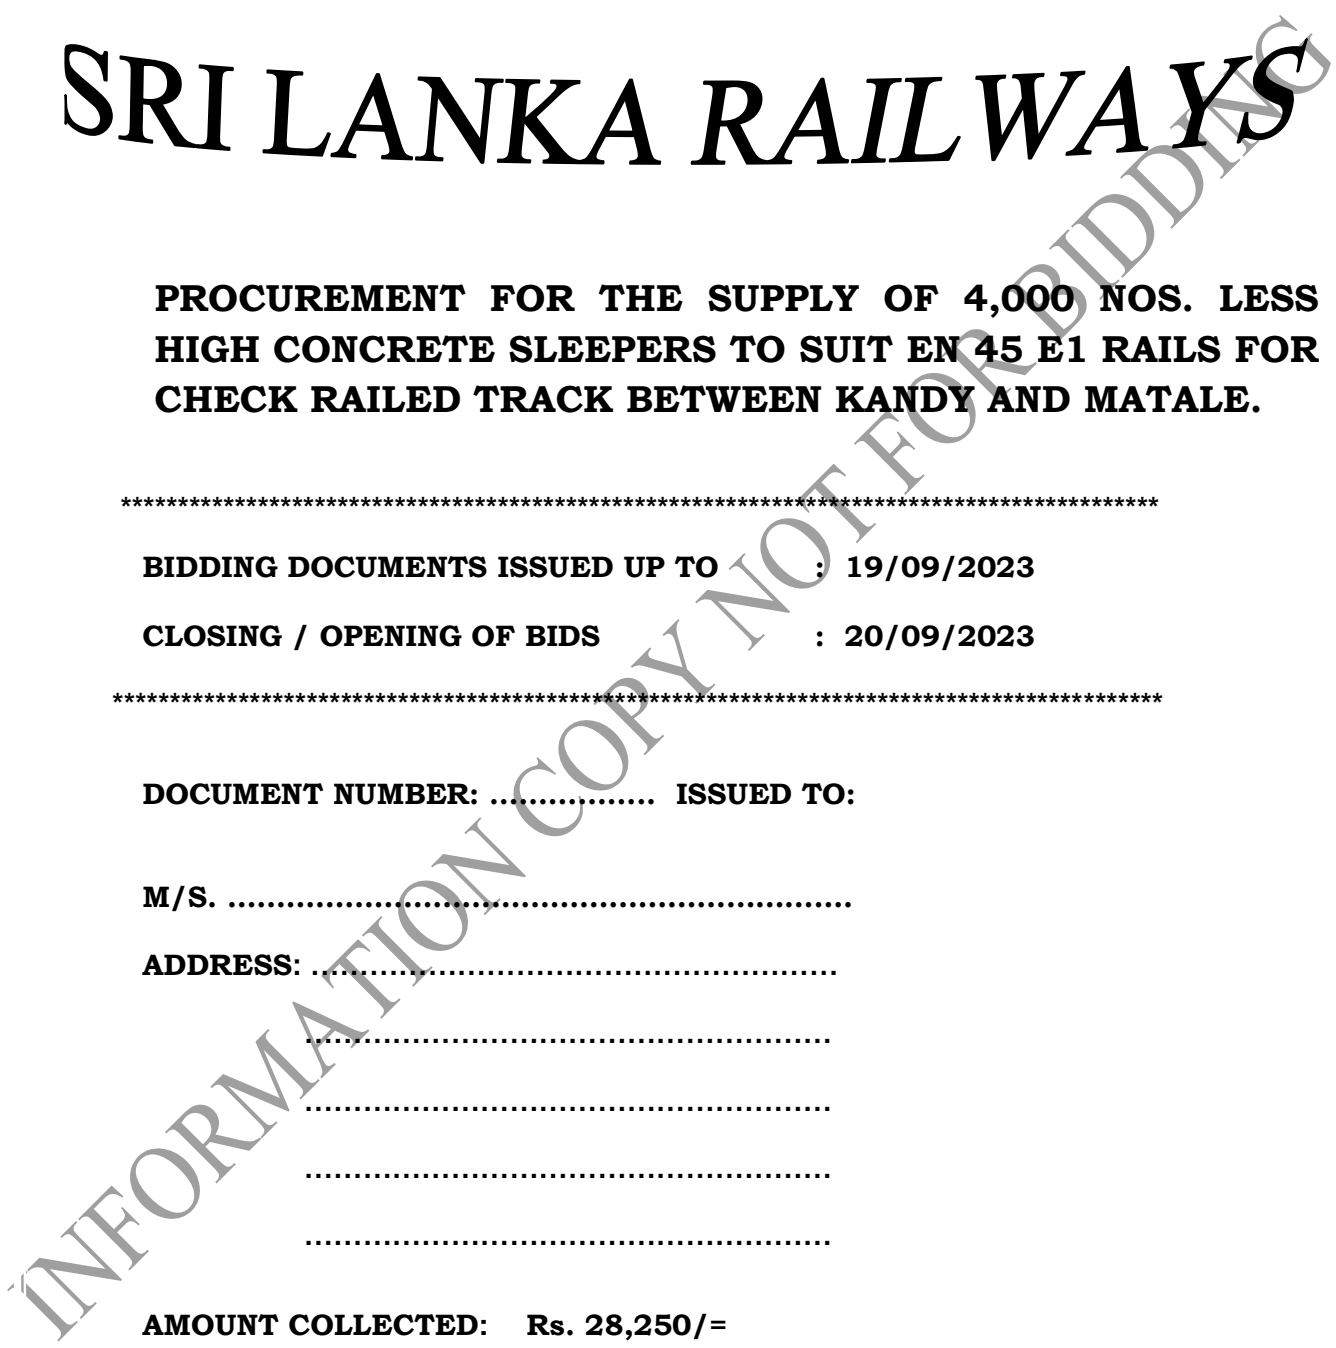 SRI LANKA RAILWAYS
PROCUREMENT FOR THE SUPPLY OF 4,000 NOS. LESS
HIGH CONCRETE SLEEPERS TO SUIT EN 45 E1 RAILS FOR
CHECK RAILED TRACK BETWEEN KANDY AND MATALE.
*******************************************************************************************
BIDDING DOCUMENTS ISSUED UP TO : 19/09/2023
CLOSING / OPENING OF BIDS : 20/09/2023
********************************************************************************************
DOCUMENT NUMBER: ................. ISSUED TO:
M/S. ................................................................
ADDRESS: ......................................................
......................................................
......................................................
......................................................
......................................................
AMOUNT COLLECTED: Rs. 28,250/=
INFORMATION COPY NOT FOR BIDDING